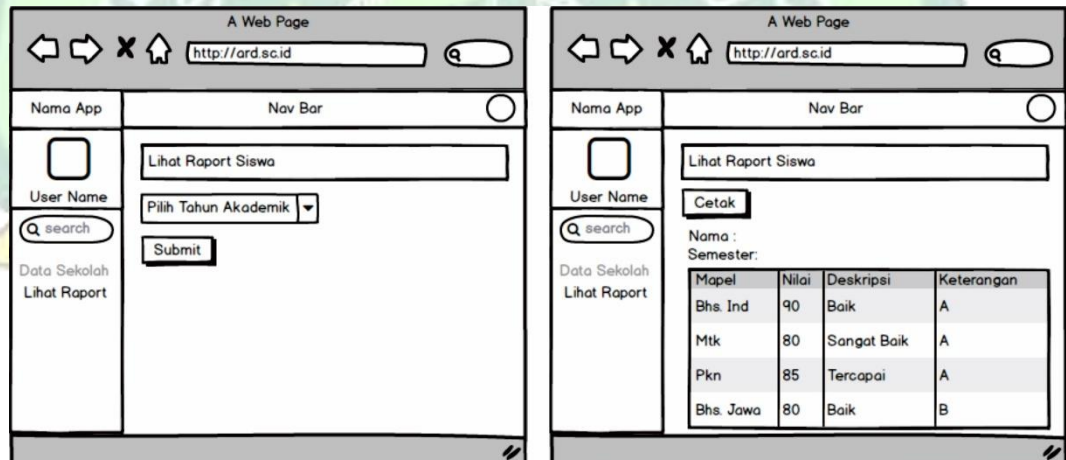 A Web Page
http://ard.sc.id
Nama App
Nav Bar
User Name
search
Data Sekolah
Lihat Raport
Lihat Raport Siswa
Pilih Tahun Akademik
Submit
A Web Page
http://ard.sc.id
Nama App
Nav Bar
User Name
search
Data Sekolah
Lihat Raport
Lihat Raport Siswa
Cetak
Nama :
Semester:
Mapel Nilai Deskripsi Keterangan
Bhs. Ind 90 Baik A
Mtk 80 Sangat Baik A
Pkn 85 Tercapai A
Bhs. Jawa 80 Baik B